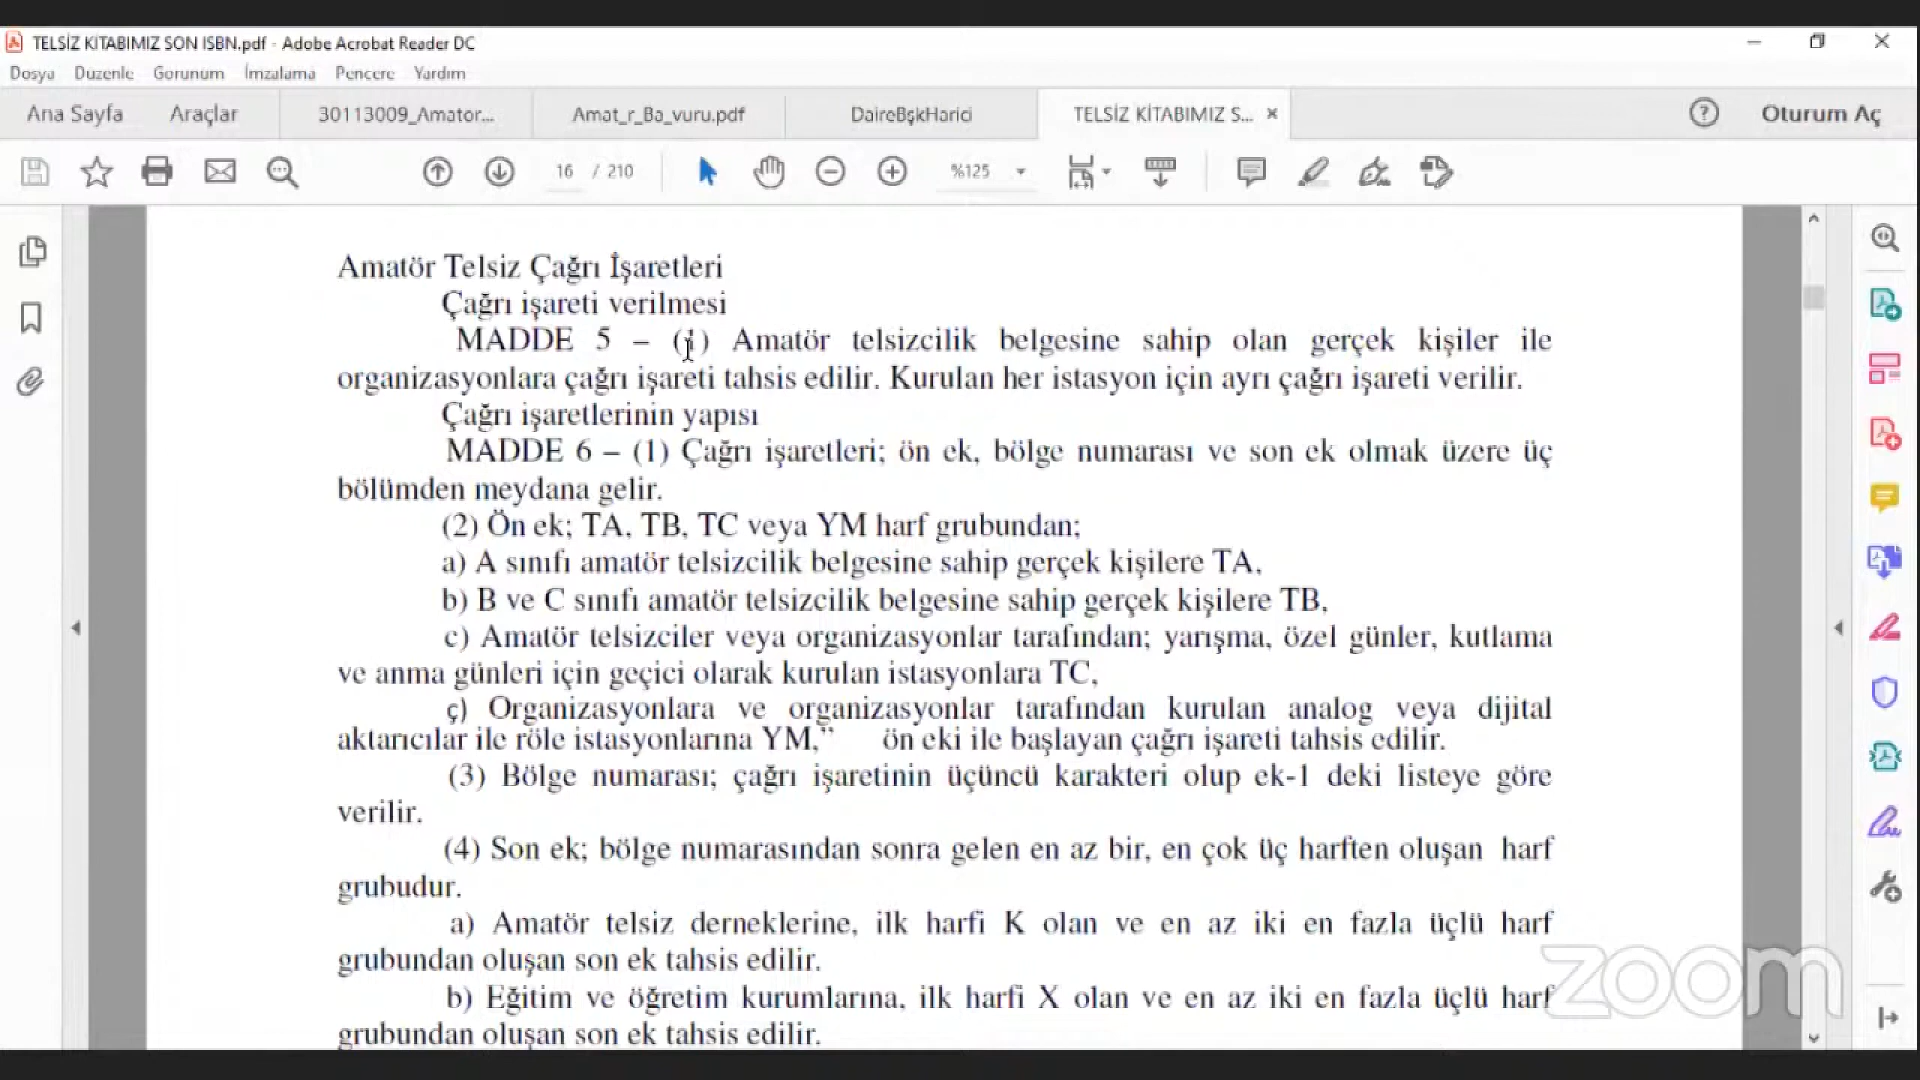 TELSİZ KITABIMIZ SON ISBN.pdf - Adobe Acrobat Reader DC
Dosya Düzenle Görünüm İmzalama Pencere Yardım
Ana Sayfa Araçlar 30113009_Amator... Amat_r_Ba_vuru.pdf DaireBşkHarici TELSİZ KİTABIMIZ S... Oturum Aç
16 / 210 %125
Amatör Telsiz Çağrı İşaretleri
Çağrı işareti verilmesi
MADDE 5 – (1) Amatör telsizcilik belgesine sahip olan gerçek kişiler ile
organizasyonlara çağrı işareti tahsis edilir. Kurulan her istasyon için ayrı çağrı işareti verilir.
Çağrı işaretlerinin yapısı
MADDE 6 – (1) Çağrı işaretleri; ön ek, bölge numarası ve son ek olmak üzere üç
bölümden meydana gelir.
(2) Ön ek; TA, TB, TC veya YM harf grubundan;
a) A sınıfı amatör telsizcilik belgesine sahip gerçek kişilere TA,
b) B ve C sınıfı amatör telsizcilik belgesine sahip gerçek kişilere TB,
c) Amatör telsizciler veya organizasyonlar tarafından; yarışma, özel günler, kutlama
ve anma günleri için geçici olarak kurulan istasyonlara TC,
ç) Organizasyonlara ve organizasyonlar tarafından kurulan analog veya dijital
aktarıcılar ile röle istasyonlarına YM,” ön eki ile başlayan çağrı işareti tahsis edilir.
(3) Bölge numarası; çağrı işaretinin üçüncü karakteri olup ek-1 deki listeye göre
verilir.
(4) Son ek; bölge numarasından sonra gelen en az bir, en çok üç harften oluşan harf
grubudur.
a) Amatör telsiz derneklerine, ilk harfi K olan ve en az iki en fazla üçlü harf
grubundan oluşan son ek tahsis edilir.
b) Eğitim ve öğretim kurumlarına, ilk harfi X olan ve en az iki en fazla üçlü harf
grubundan oluşan son ek tahsis edilir.
zoom